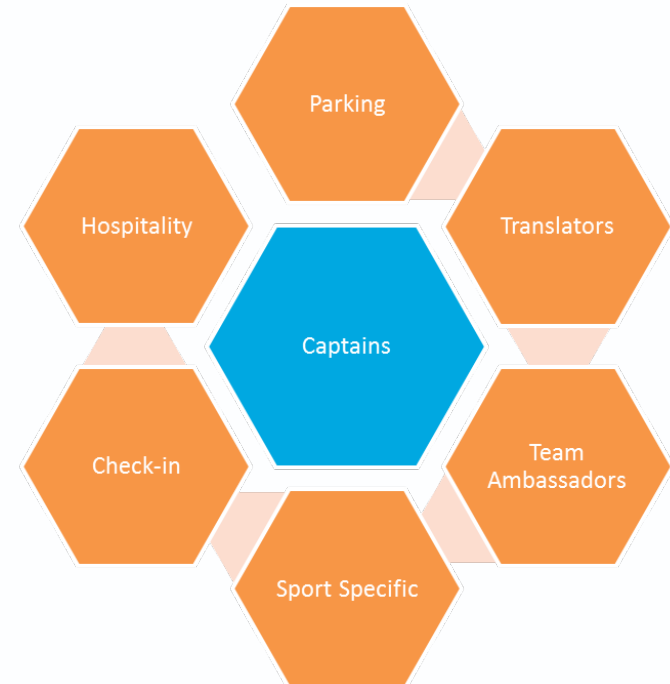 Parking
Hospitality
Translators
Captains
Check-in
Team
Ambassadors
Sport Specific